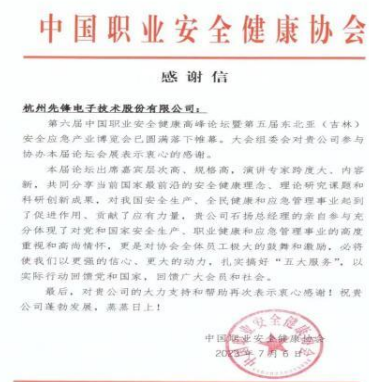 中国职业安全健康协会
感谢信
杭州先锋电子技术股份有限公司：
第六届中国职业安全健康高峰论坛暨第五届东北亚（吉林）
安全应急产业博览会已圆满落下帷幕。大会组委会对贵公司参与
协办本届论坛会展表示衷心的感谢。
本届论坛出席嘉宾层次高、规格高，演讲专家跨度大、内容
新，共同分享当前国家最前沿的安全健康理念、理论研究课题和
科研创新成果，对我国安全生产、全民健康和应急管理事业起到
了促进作用、贡献了应有力量，贵公司石扬总经理的亲自参与充
分体现了对党和国家安全生产、职业健康和应急管理事业的高度
重视和高尚情怀，更是对协会全体员工极大的鼓舞和激励，必将
使我们以更强的信心、更大的动力，扎实搞好“五大服务”，以
实际行动回馈党和国家，回馈广大会员和社会。
最后，对贵公司的大力支持和帮助再次表示衷心感谢！祝贵
公司蓬勃发展，蒸蒸日上！
中国职业安全健康协会
2023年7月6日